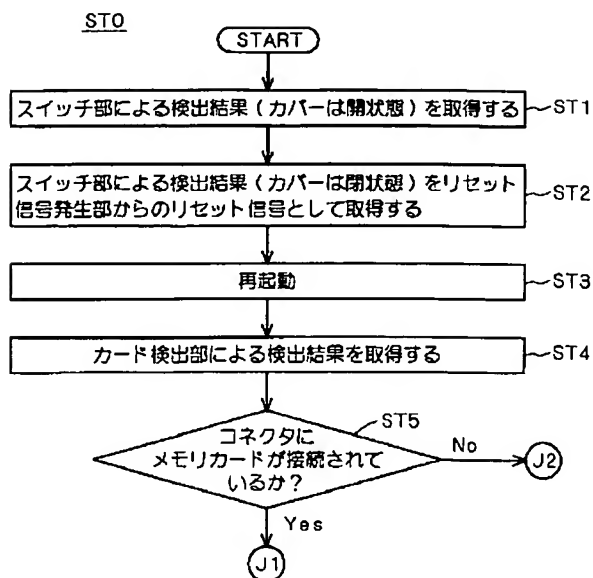 ST0
START
スイッチ部による検出結果(カバーは開状態)を取得する
ST1
スイッチ部による検出結果(カバーは閉状態)をリセット
信号発生部からのリセット信号として取得する
ST2
再起動
ST3
カード検出部による検出結果を取得する
ST4
ST5
コネクタに
メモリカードが接続されて
いるか?
No
J2
Yes
J1